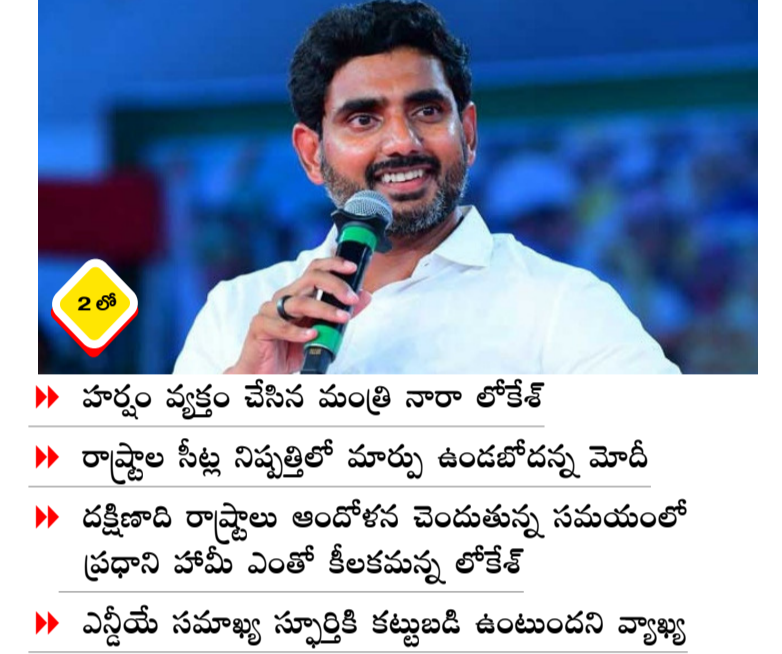 2 లో
హర్షం వ్యక్తం చేసిన మంత్రి నారా లోకేశ్
రాష్ట్రాల సీట్ల నిష్పత్తిలో మార్పు ఉండబోదన్న మోదీ
దక్షిణాది రాష్ట్రాలు ఆందోళన చెందుతున్న సమయంలో
ప్రధాని హామీ ఎంతో కీలకమన్న లోకేశ్
ఎన్డీయే సమాఖ్య స్ఫూర్తికి కట్టుబడి ఉంటుందని వ్యాఖ్య